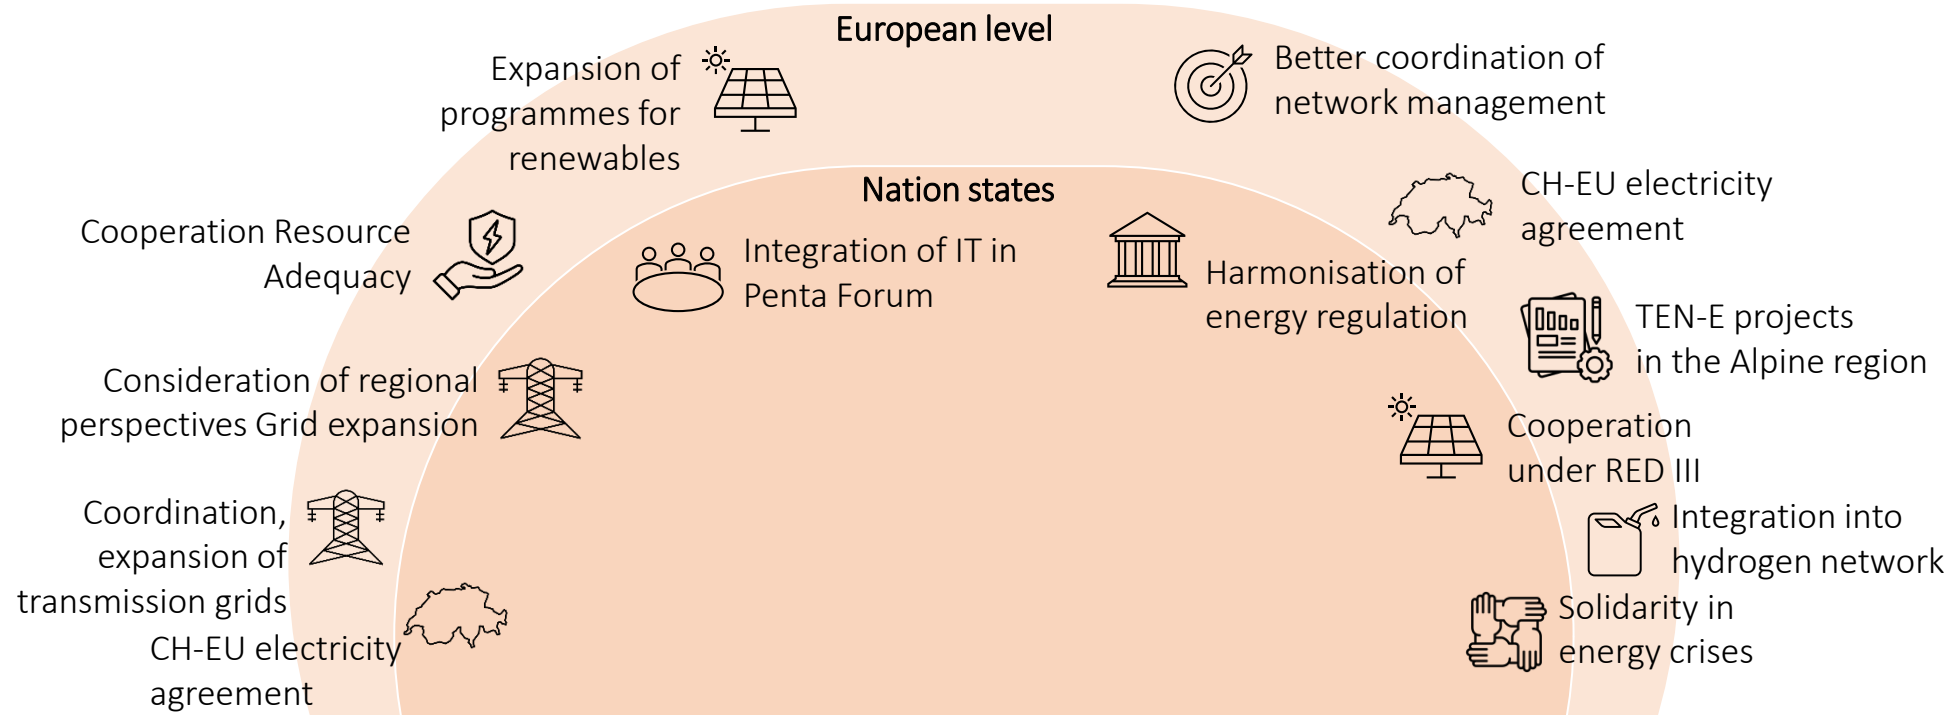 European level
Expansion of
programmes for
renewables
Better coordination of
network management
Nation states
CH-EU electricity
agreement
Cooperation Resource
Adequacy
Integration of IT in
Penta Forum
Harmonisation of
energy regulation
TEN-E projects
in the Alpine region
Consideration of regional
perspectives Grid expansion
Cooperation
under RED III
Coordination,
expansion of
transmission grids
Integration into
hydrogen network
Solidarity in
energy crises
CH-EU electricity
agreement